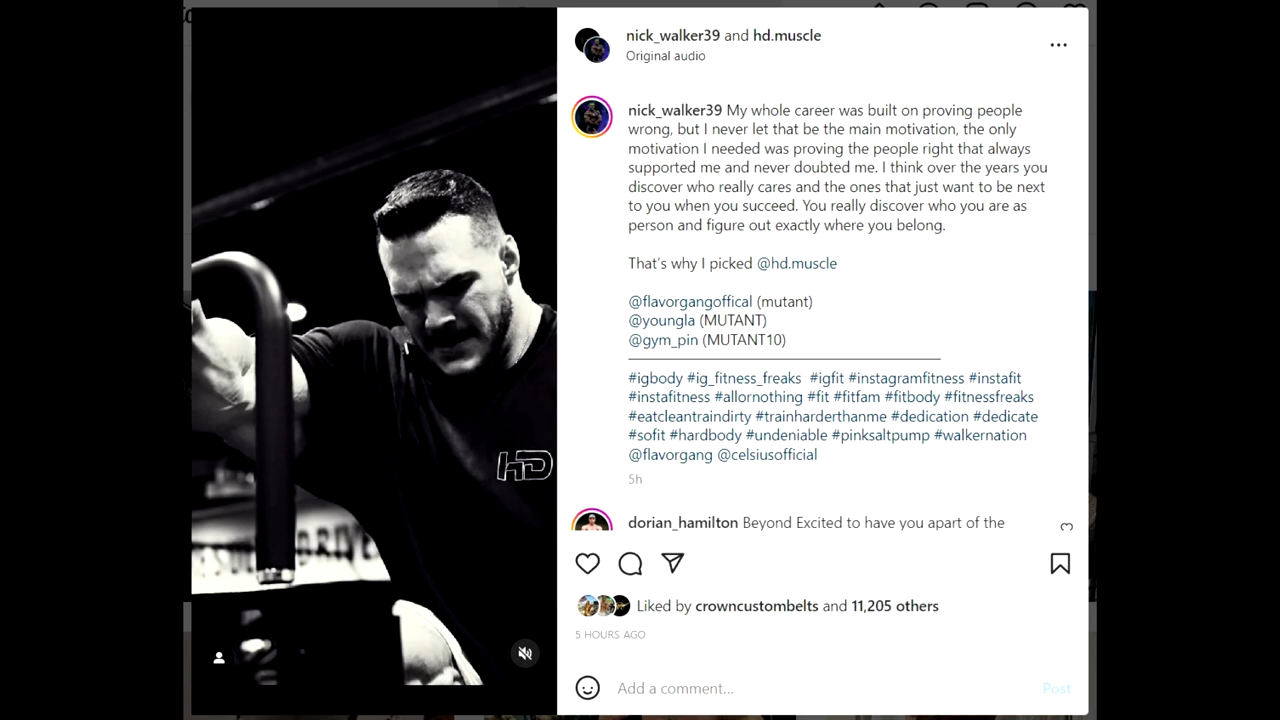 nick_walker39 and hd.muscle
Original audio
nick_walker39 My whole career was built on proving people
wrong, but I never let that be the main motivation, the only
motivation I needed was proving the people right that always
supported me and never doubted me. I think over the years you
discover who really cares and the ones that just want to be next
to you when you succeed. You really discover who you are as
person and figure out exactly where you belong.
That's why I picked @hd.muscle
@flavorgangoffical (mutant)
@youngla (MUTANT)
@gym_pin (MUTANT10)
#igbody #ig_fitness_freaks #igfit #instagramfitness #instafit
#instafitness #allornothing #fit #fitfam #fitbody #fitnessfreaks
#eatcleantraindirty #trainharderthanme #dedication #dedicate
#sofit #hardbody #undeniable #pinksaltpump #walkernation
@flavorgang @celsiusofficial
5h
dorian_hamilton Beyond Excited to have you apart of the
HD
Liked by crowncustombelts and 11,205 others
5 HOURS AGO
Add a comment...
Post